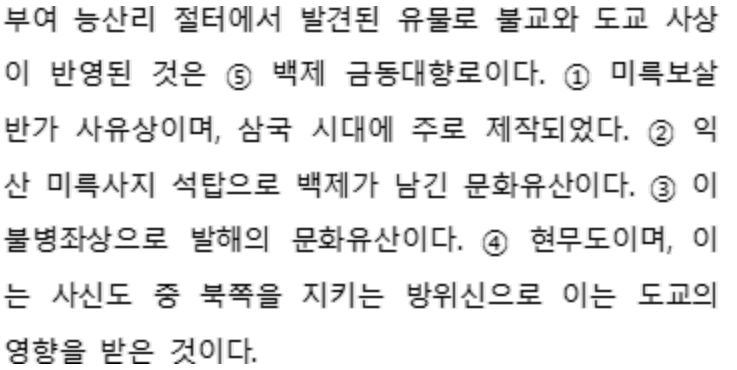 부여 능산리 절터에서 발견된 유물로 불교와 도교 사상
이 반영된 것은 ⑤ 백제 금동대향로이다. ① 미륵보살
반가 사유상이며, 삼국 시대에 주로 제작되었다. ② 익
산 미륵사지 석탑으로 백제가 남긴 문화유산이다. ③ 이
불병좌상으로 발해의 문화유산이다. ④ 현무도이며, 이
는 사신도 중 북쪽을 지키는 방위신으로 이는 도교의
영향을 받은 것이다.